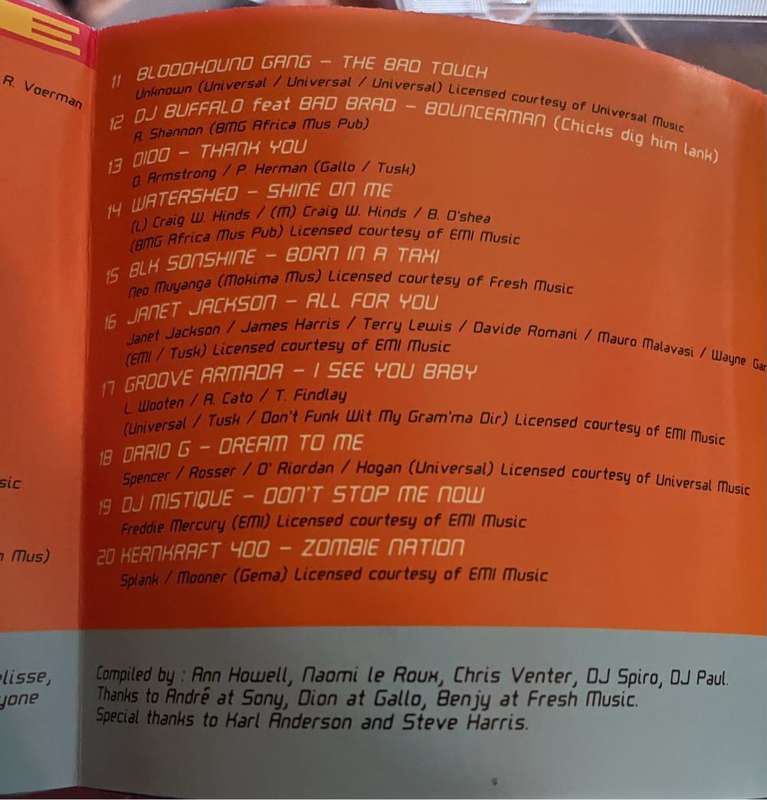 R. Voerman
sic
n Mus)
elisse,
yone
11 BLOODHOUND GANG – THE BAD TOUCH
Unknown (Universal / Universal / Universal) Licensed courtesy of Universal Music
12 DJ BUFFALO feat BAD BRAD – BOUNCERMAN (Chicks dig him lank)
R. Shannon (BMG Africa Mus Pub)
13 DIDO – THANK YOU
D. Armstrong / P. Herman (Gallo / Tusk)
14 WATERSHED – SHINE ON ME
(L) Craig W. Hinds / (M) Craig W. Hinds / B. O'shea
(BMG Africa Mus Pub) Licensed courtesy of EMI Music
15 BLK SONSHINE – BORN IN A TAXI
Neo Muyanga (Mokima Mus) Licensed courtesy of Fresh Music
16 JANET JACKSON – ALL FOR YOU
Janet Jackson / James Harris / Terry Lewis / Davide Romani / Mauro Malavasi / Wayne Gar
(EMI / Tusk) Licensed courtesy of EMI Music
17 GROOVE ARMADA – I SEE YOU BABY
L. Wooten / A. Cato / T. Findlay
(Universal / Tusk / Don't Funk Wit My Gram'ma Dir) Licensed courtesy of EMI Music
18 DARIO G – DREAM TO ME
Spencer / Rosser / O' Riordan / Hogan (Universal) Licensed courtesy of Universal Music
19 DJ MISTIQUE – DON'T STOP ME NOW
Freddie Mercury (EMI) Licensed courtesy of EMI Music
20 KERNKRAFT 400 – ZOMBIE NATION
Splank / Mooner (Gema) Licensed courtesy of EMI Music
Compiled by : Ann Howell, Naomi le Roux, Chris Venter, DJ Spiro, DJ Paul.
Thanks to André at Sony, Dion at Gallo, Benjy at Fresh Music.
Special thanks to Karl Anderson and Steve Harris.